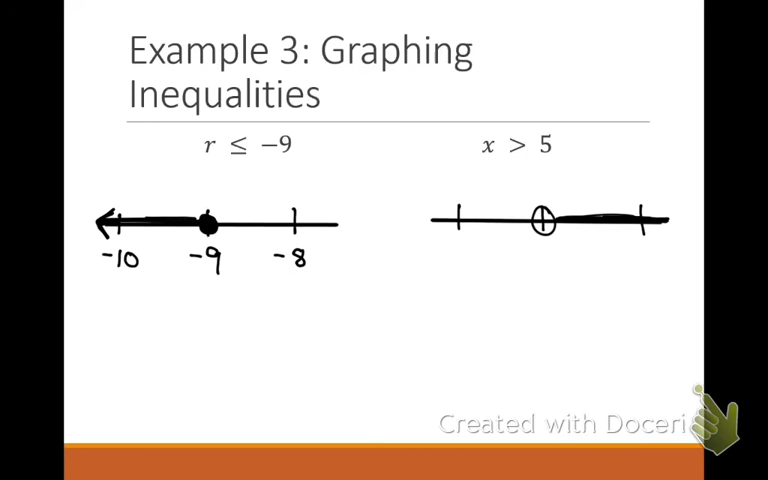 Example 3: Graphing
Inequalities
r ≤ −9
x > 5
-10 -9 -8
Created with Doceri